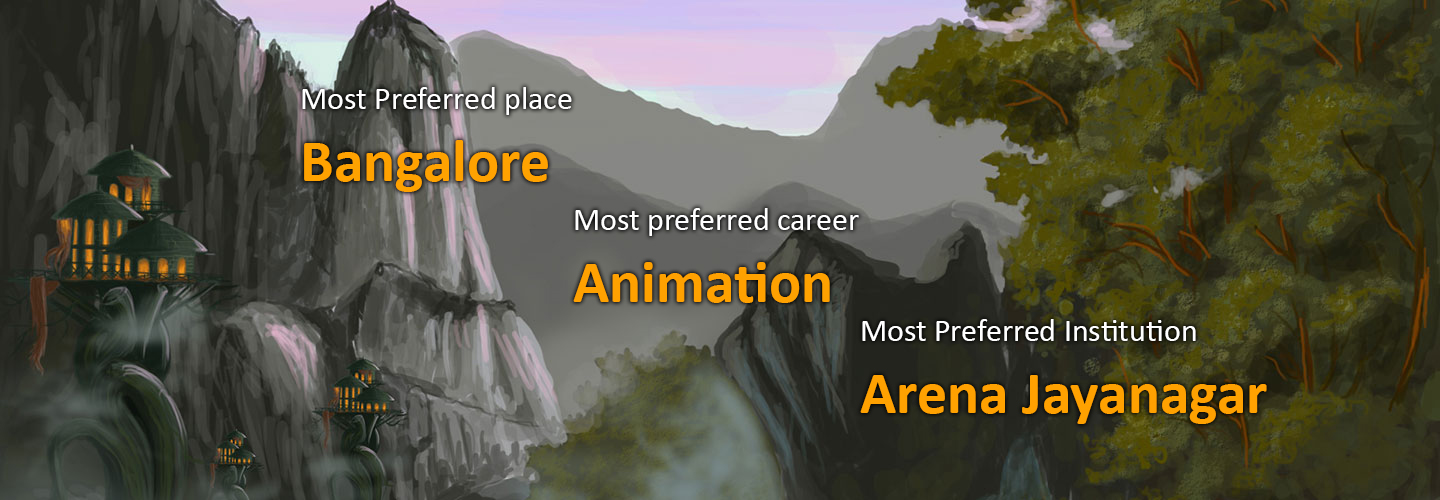 Most Preferred place
Bangalore
Most preferred career
Animation
Most Preferred Institution
Arena Jayanagar